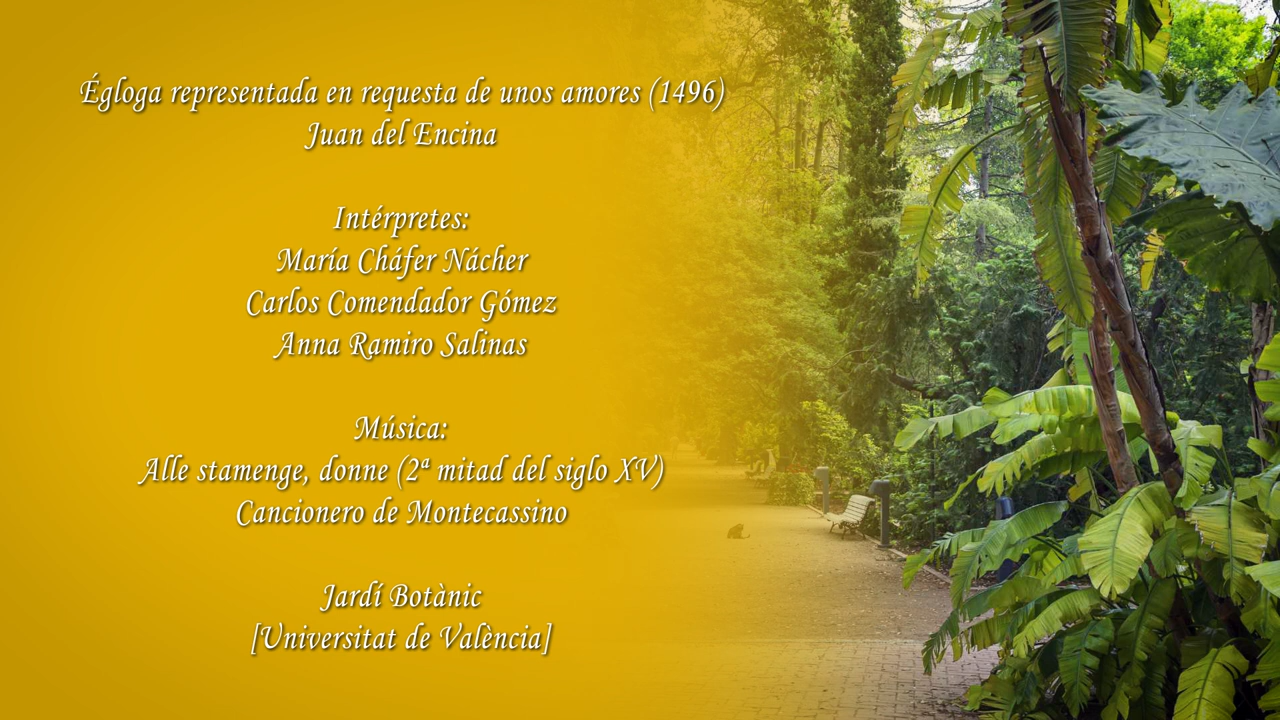 Égloga representada en requesta de unos amores (1496)
Juan del Encina
Intérpretes:
María Cháfer Nácher
Carlos Comendador Gómez
Anna Ramiro Salinas
Música:
Alle stamenge, donne (2ª mitad del siglo XV)
Cancionero de Montecassino
Jardí Botànic
[Universitat de València]